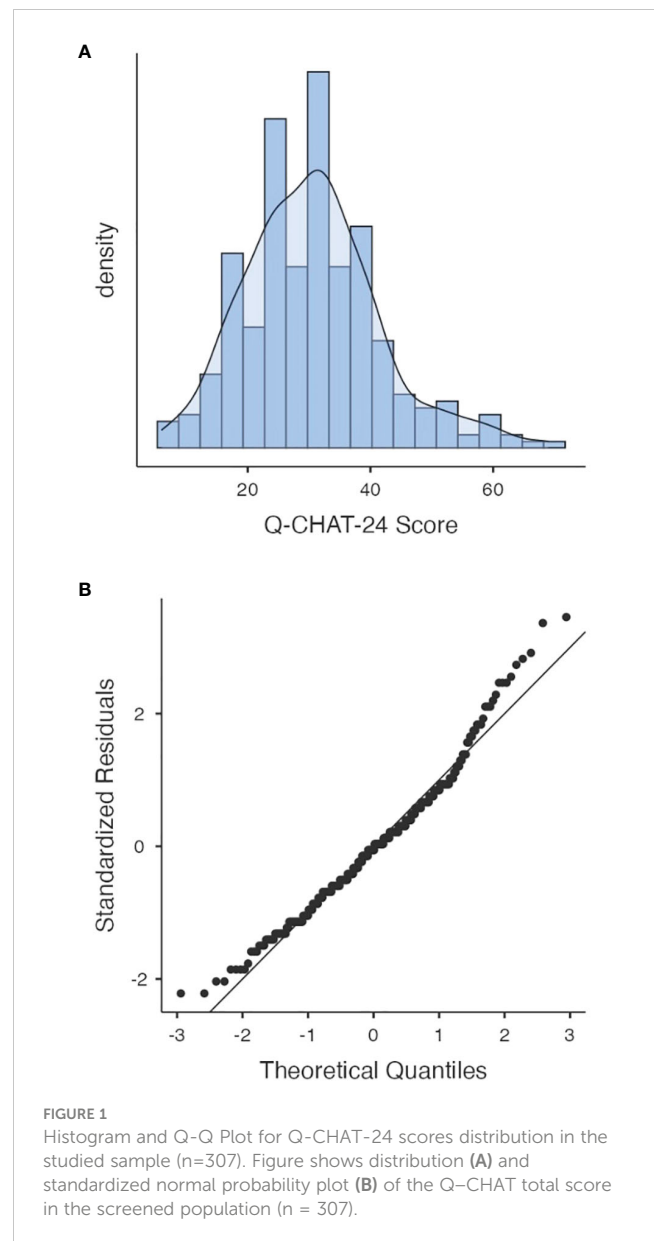 A
density
20 40 60
Q-CHAT-24 Score
B
Standardized Residuals
2
0
-2
-3 -2 -1 0 1 2 3
Theoretical Quantiles
FIGURE 1
Histogram and Q-Q Plot for Q-CHAT-24 scores distribution in the
studied sample (n=307). Figure shows distribution (A) and
standardized normal probability plot (B) of the Q–CHAT total score
in the screened population (n = 307).